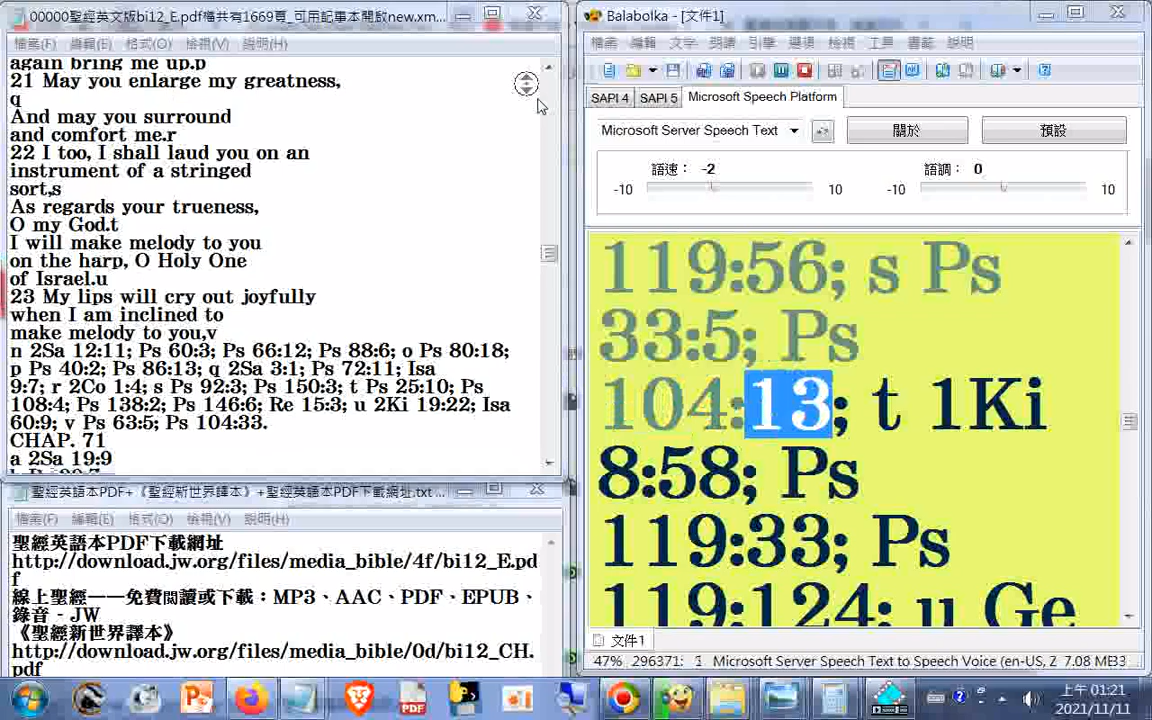 00000聖經英文版bi12_E.pdf檔共有1669頁_可用記事本開啟new.xm...
檔案(F) 編輯(E) 格式(O) 檢視(V) 說明(H)
again bring me up.p
21 May you enlarge my greatness,
q
And may you surround
and comfort me.r
22 I too, I shall laud you on an
instrument of a stringed
sort,s
As regards your trueness,
O my God.t
I will make melody to you
on the harp, O Holy One
of Israel.u
23 My lips will cry out joyfully
when I am inclined to
make melody to you,v
n 2Sa 12:11; Ps 60:3; Ps 66:12; Ps 88:6; o Ps 80:18;
p Ps 40:2; Ps 86:13; q 2Sa 3:1; Ps 72:11; Isa
9:7; r 2Co 1:4; s Ps 92:3; Ps 150:3; t Ps 25:10; Ps
108:4; Ps 138:2; Ps 146:6; Re 15:3; u 2Ki 19:22; Isa
60:9; v Ps 63:5; Ps 104:33.
CHAP. 71
a 2Sa 19:9
聖經英語本PDF+《聖經新世界譯本》+聖經英語本PDF下載網址.txt ...
檔案(F) 編輯(E) 格式(O) 檢視(V) 說明(H)
聖經英語本PDF下載網址
http://download.jw.org/files/media_bible/4f/bi12_E.pd
f
線上聖經——免費閱讀或下載：MP3、AAC、PDF、EPUB、
錄音 - JW
《聖經新世界譯本》
http://download.jw.org/files/media_bible/0d/bi12_CH.
pdf
Balabolka - [文件1]
檔案 編輯 文字 朗讀 引擎 選項 檢視 工具 書籤 說明
SAPI 4 SAPI 5 Microsoft Speech Platform
Microsoft Server Speech Text 關於 預設
語速： -2 語調： 0
-10 10 -10 10
119:56; s Ps
33:5; Ps
104:13; t 1Ki
8:58; Ps
119:33; Ps
119:124; u Ge
文件1
47% 296371: 1 Microsoft Server Speech Text to Speech Voice (en-US, Z 7.08 MB
上午 01:21
2021/11/11